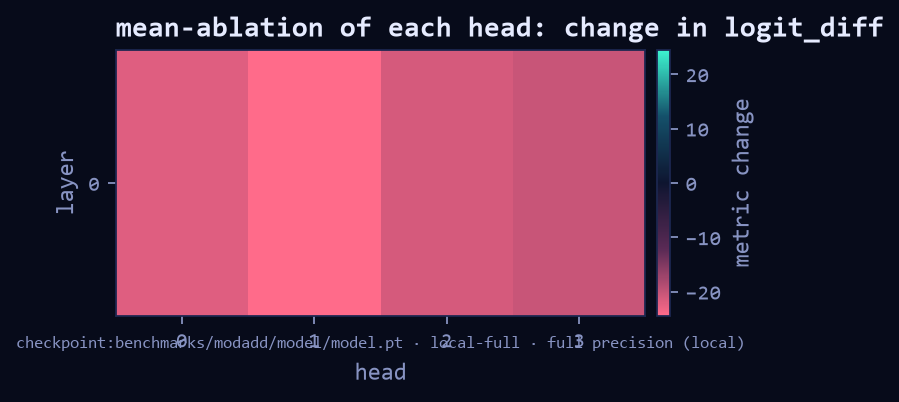 mean-ablation of each head: change in logit_diff
20
10
0
-10
-20
metric change
layer
0
0 1 2 3
checkpoint:benchmarks/modadd/model/model.pt · local-full · full precision (local)
head